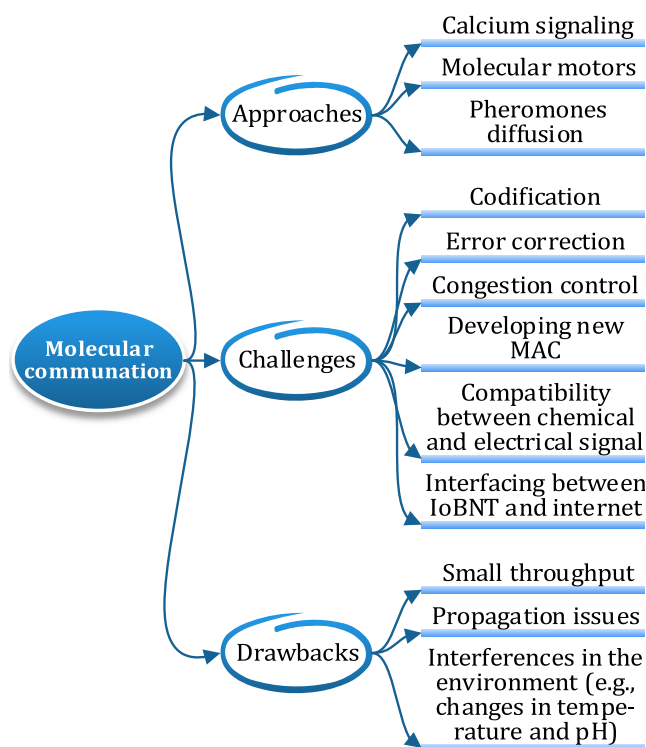 Molecular
communation
Approaches
Calcium signaling
Molecular motors
Pheromones
diffusion
Challenges
Codification
Error correction
Congestion control
Developing new
MAC
Compatibility
between chemical
and electrical signal
Interfacing between
IoBNT and internet
Drawbacks
Small throughput
Propagation issues
Interferences in the
environment (e.g.,
changes in tempe-
rature and pH)